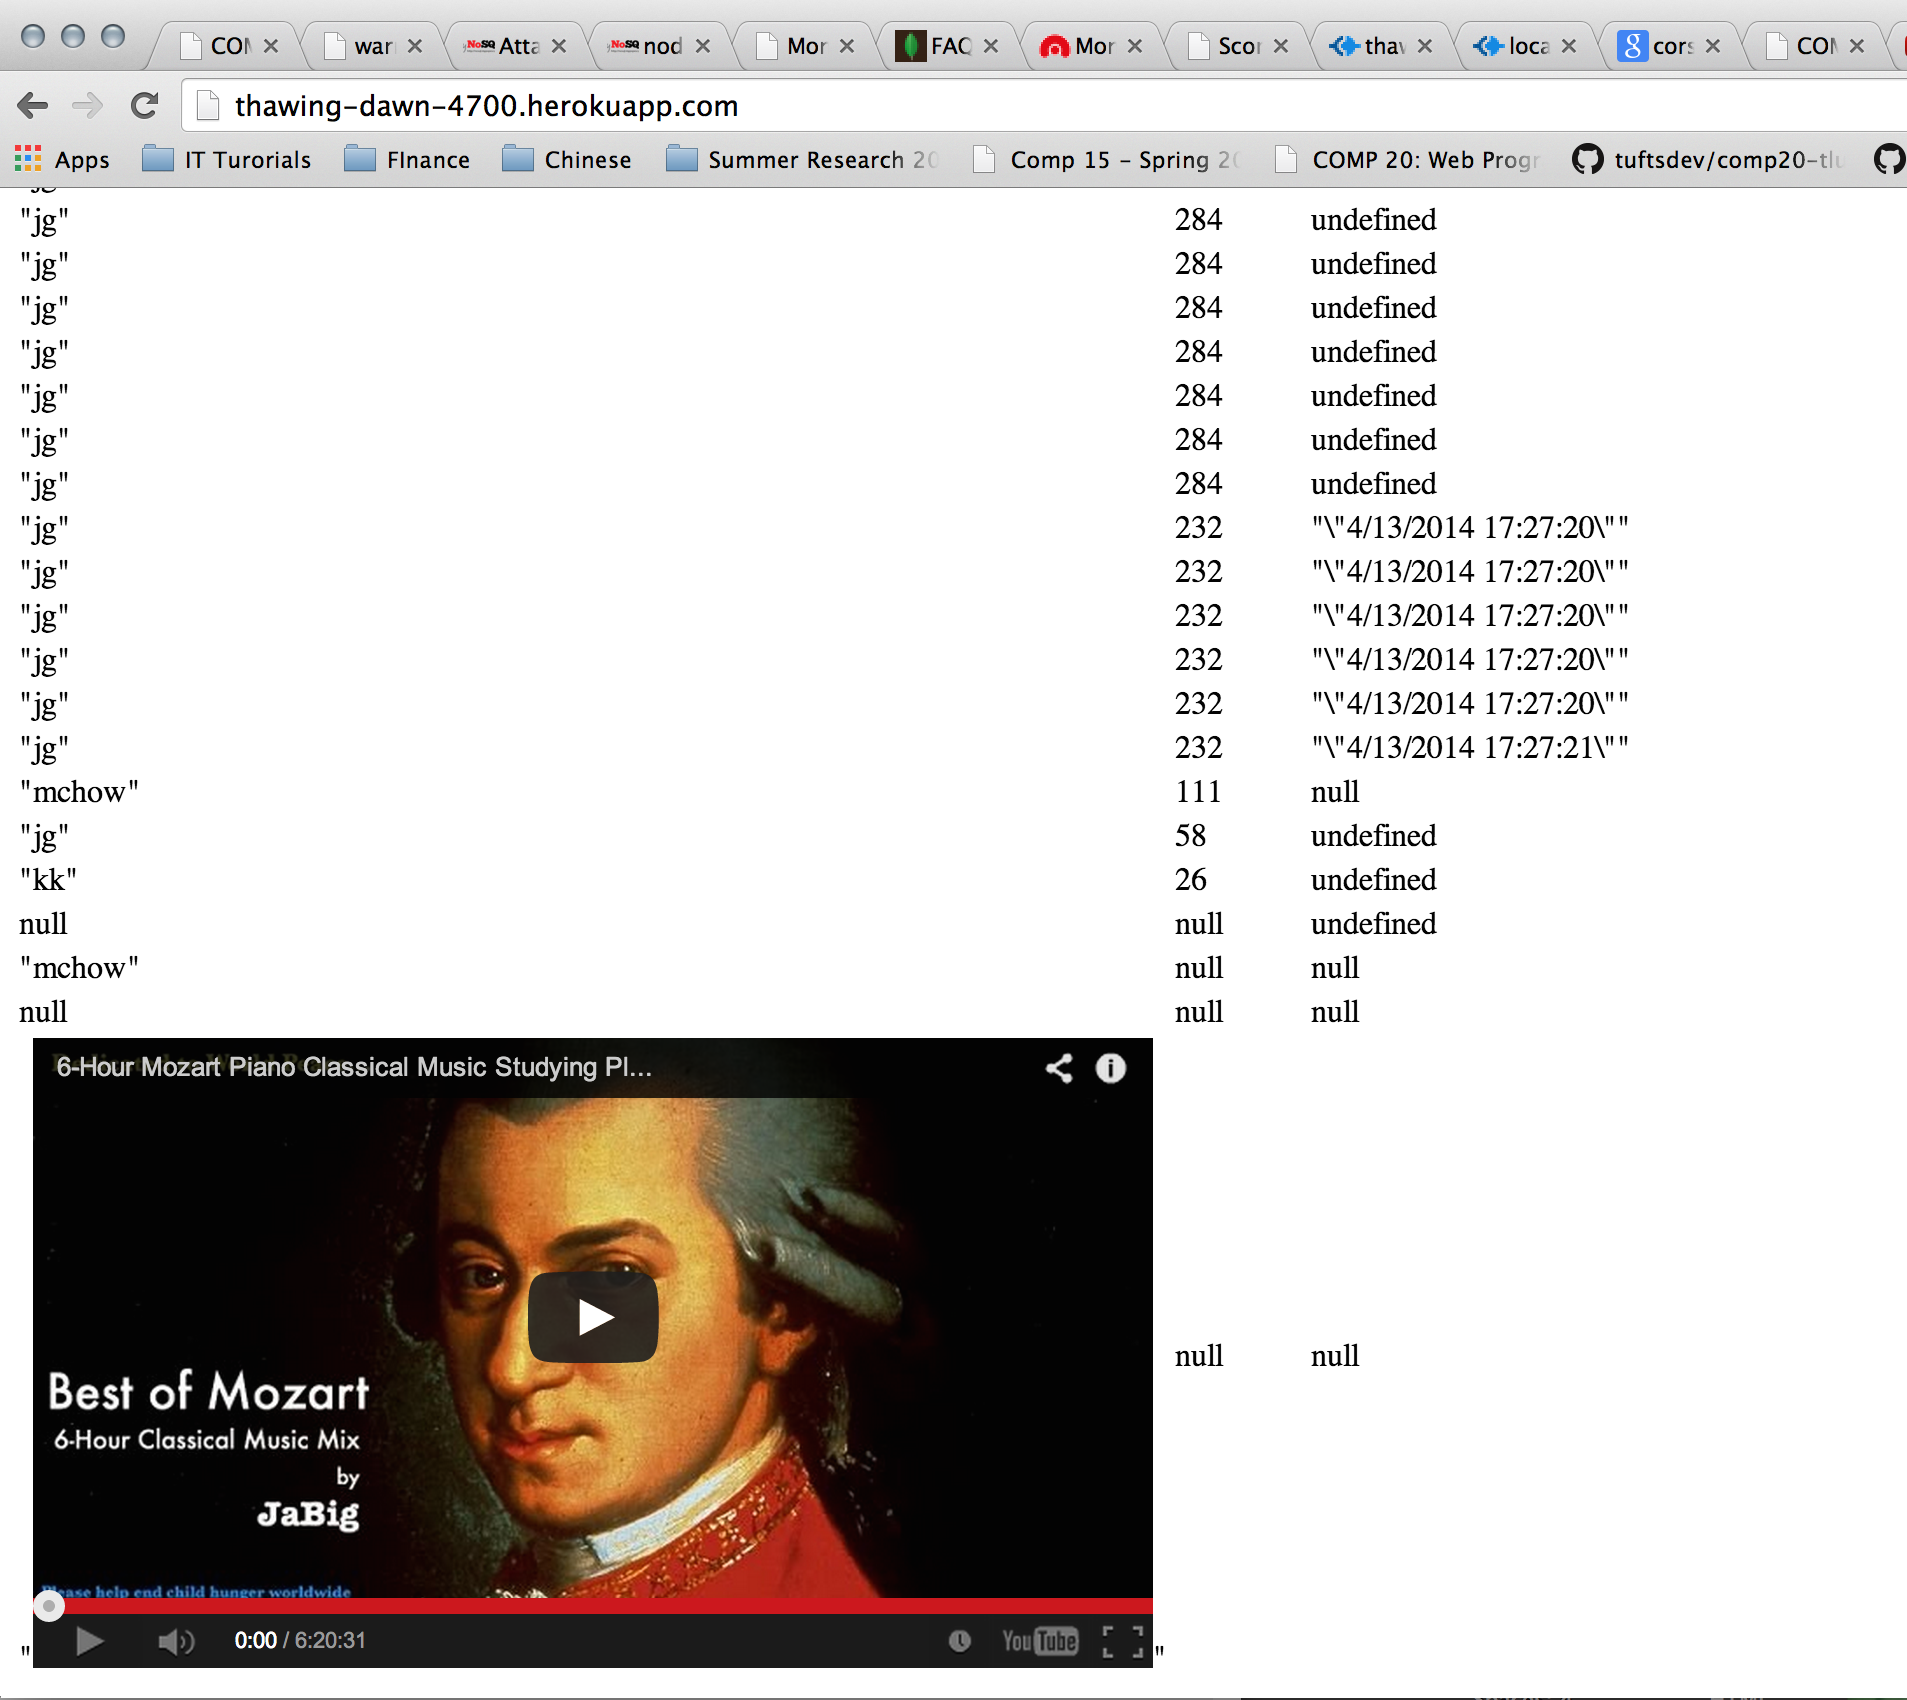 COM war Atta nod Mor FAQ Mor Scor thaw loca cors COM
thawing-dawn-4700.herokuapp.com
Apps IT Turorials FInance Chinese Summer Research 20 Comp 15 – Spring 20 COMP 20: Web Progr tuftsdev/comp20-tlu
"jg" 284 undefined
"jg" 284 undefined
"jg" 284 undefined
"jg" 284 undefined
"jg" 284 undefined
"jg" 284 undefined
"jg" 284 undefined
"jg" 232 "\"4/13/2014 17:27:20\""
"jg" 232 "\"4/13/2014 17:27:20\""
"jg" 232 "\"4/13/2014 17:27:20\""
"jg" 232 "\"4/13/2014 17:27:20\""
"jg" 232 "\"4/13/2014 17:27:20\""
"jg" 232 "\"4/13/2014 17:27:21\""
"mchow" 111 null
"jg" 58 undefined
"kk" 26 undefined
null null undefined
"mchow" null null
null null null
6-Hour Mozart Piano Classical Music Studying Pl...
null null
Best of Mozart
6-Hour Classical Music Mix
by
JaBig
Please help end child hunger worldwide
" 0:00 / 6:20:31 YouTube "